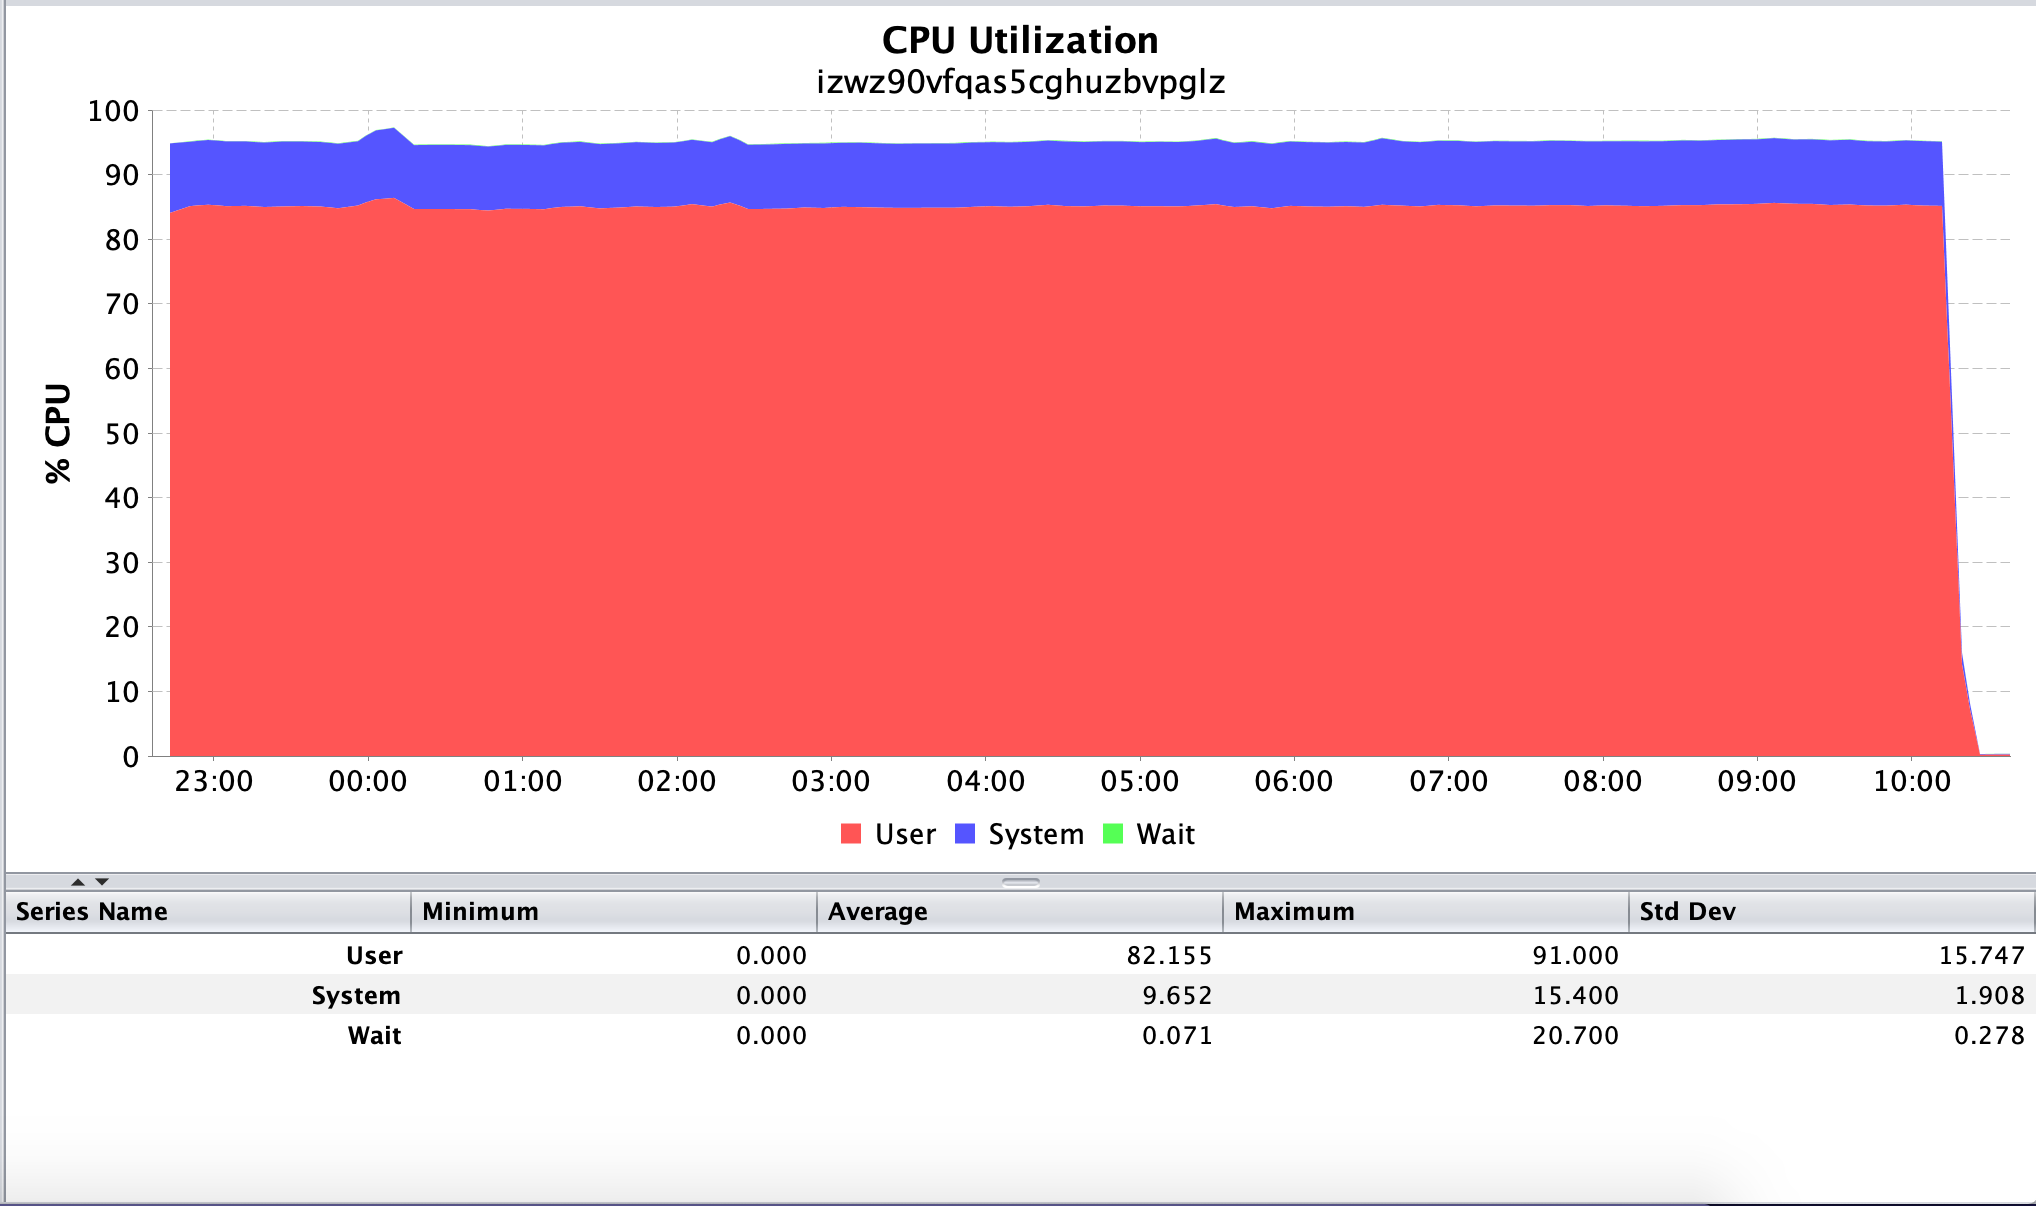 CPU Utilization
izwz90vfqas5cghuzbvpglz
100
90
80
70
60
50
40
30
20
10
0
% CPU
23:00 00:00 01:00 02:00 03:00 04:00 05:00 06:00 07:00 08:00 09:00 10:00
User System Wait
Series Name Minimum Average Maximum Std Dev
User 0.000 82.155 91.000 15.747
System 0.000 9.652 15.400 1.908
Wait 0.000 0.071 20.700 0.278